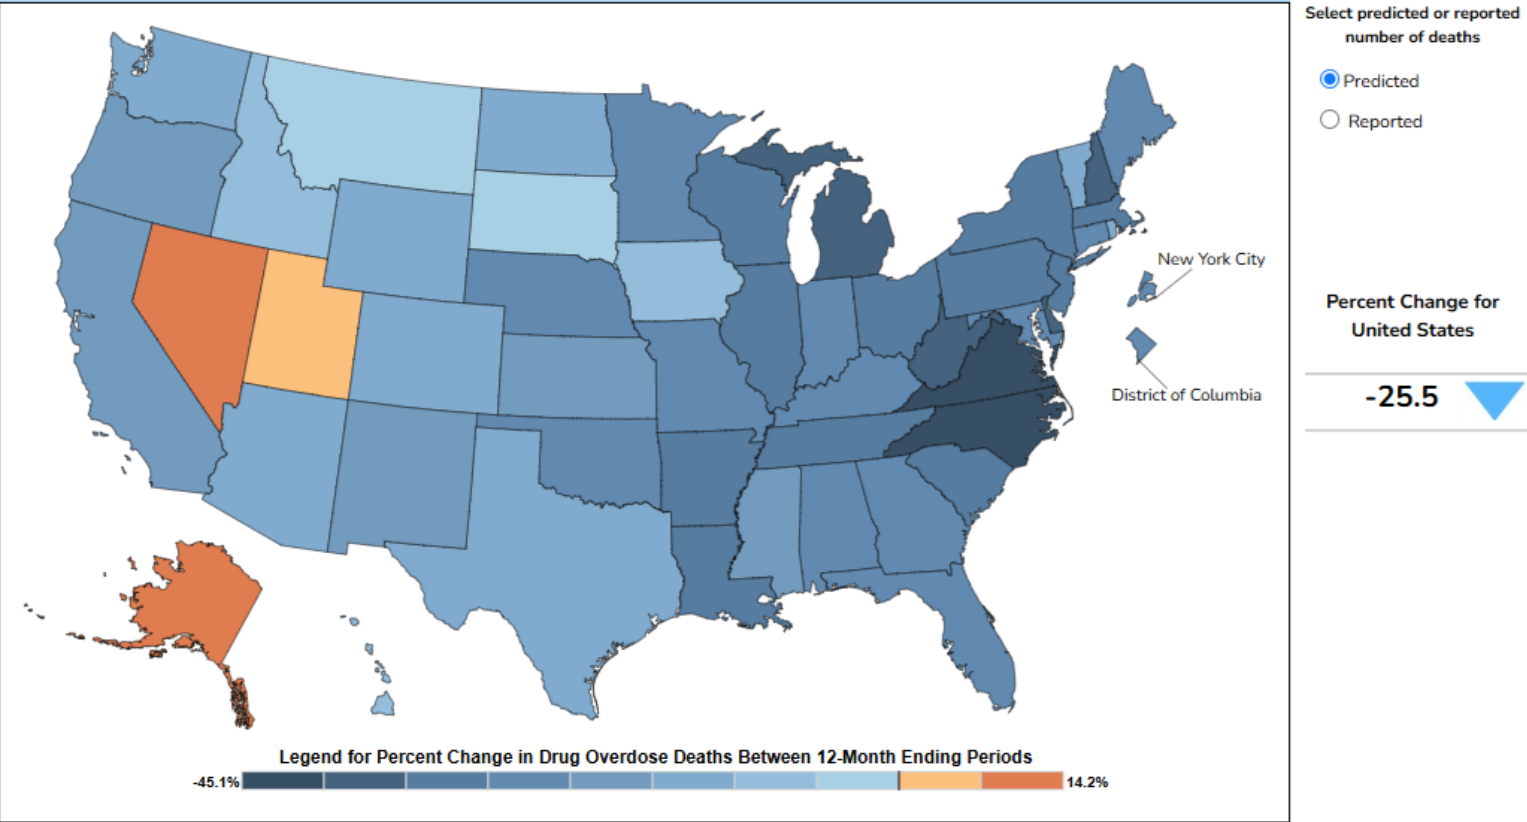 Select predicted or reported
number of deaths
Predicted
Reported
New York City
Percent Change for
United States
-25.5
District of Columbia
Legend for Percent Change in Drug Overdose Deaths Between 12-Month Ending Periods
-45.1%
14.2%